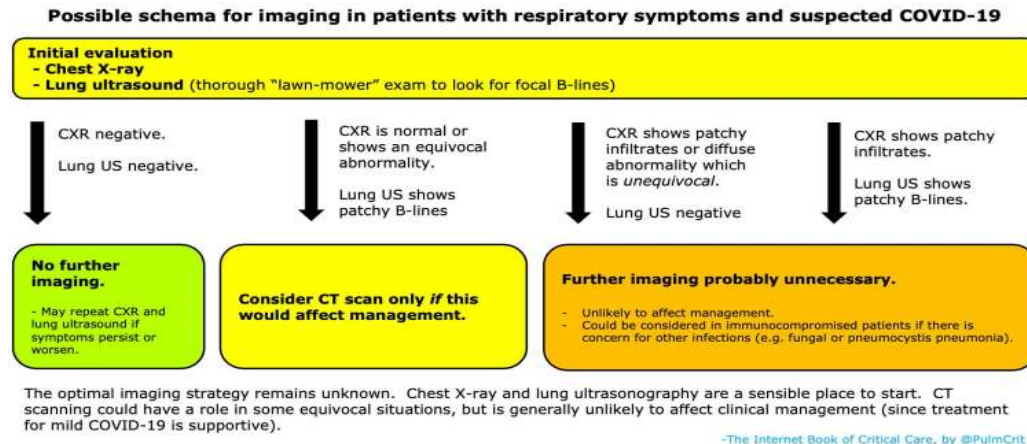 Possible schema for imaging in patients with respiratory symptoms and suspected COVID-19
Initial evaluation
- Chest X-ray
- Lung ultrasound (thorough “lawn-mower” exam to look for focal B-lines)
CXR negative.
Lung US negative.
CXR is normal or
shows an equivocal
abnormality.
Lung US shows
patchy B-lines
CXR shows patchy
infiltrates or diffuse
abnormality which
is unequivocal.
Lung US negative
CXR shows patchy
infiltrates.
Lung US shows
patchy B-lines.
No further
imaging.
- May repeat CXR and
lung ultrasound if
symptoms persist or
worsen.
Consider CT scan only if this
would affect management.
Further imaging probably unnecessary.
- Unlikely to affect management.
- Could be considered in immunocompromised patients if there is
concern for other infections (e.g. fungal or pneumocystis pneumonia).
The optimal imaging strategy remains unknown. Chest X-ray and lung ultrasonography are a sensible place to start. CT
scanning could have a role in some equivocal situations, but is generally unlikely to affect clinical management (since treatment
for mild COVID-19 is supportive).
-The Internet Book of Critical Care, by @PulmCrit